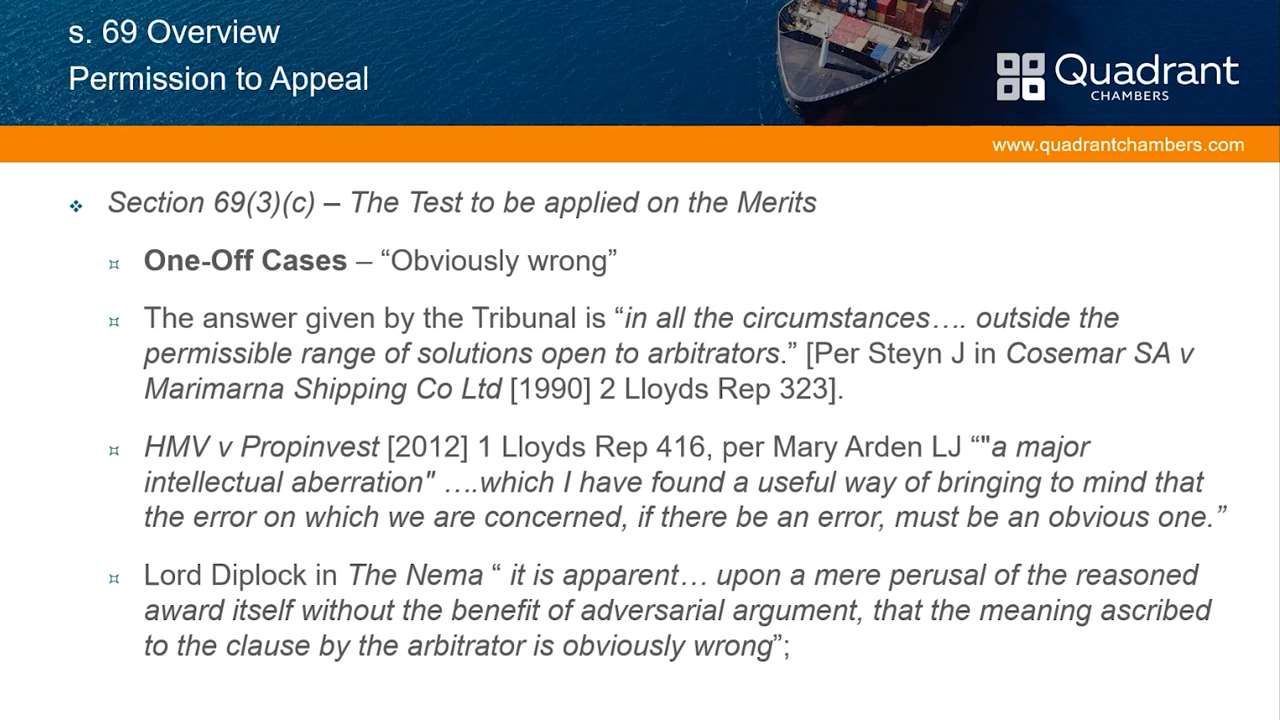 s. 69 Overview
Permission to Appeal
Quadrant
CHAMBERS
www.quadrantchambers.com
Section 69(3)(c) – The Test to be applied on the Merits
One-Off Cases – “Obviously wrong”
The answer given by the Tribunal is “in all the circumstances…. outside the
permissible range of solutions open to arbitrators.” [Per Steyn J in Cosemar SA v
Marimarna Shipping Co Ltd [1990] 2 Lloyds Rep 323].
HMV v Propinvest [2012] 1 Lloyds Rep 416, per Mary Arden LJ “"a major
intellectual aberration" ….which I have found a useful way of bringing to mind that
the error on which we are concerned, if there be an error, must be an obvious one.”
Lord Diplock in The Nema “ it is apparent… upon a mere perusal of the reasoned
award itself without the benefit of adversarial argument, that the meaning ascribed
to the clause by the arbitrator is obviously wrong”;